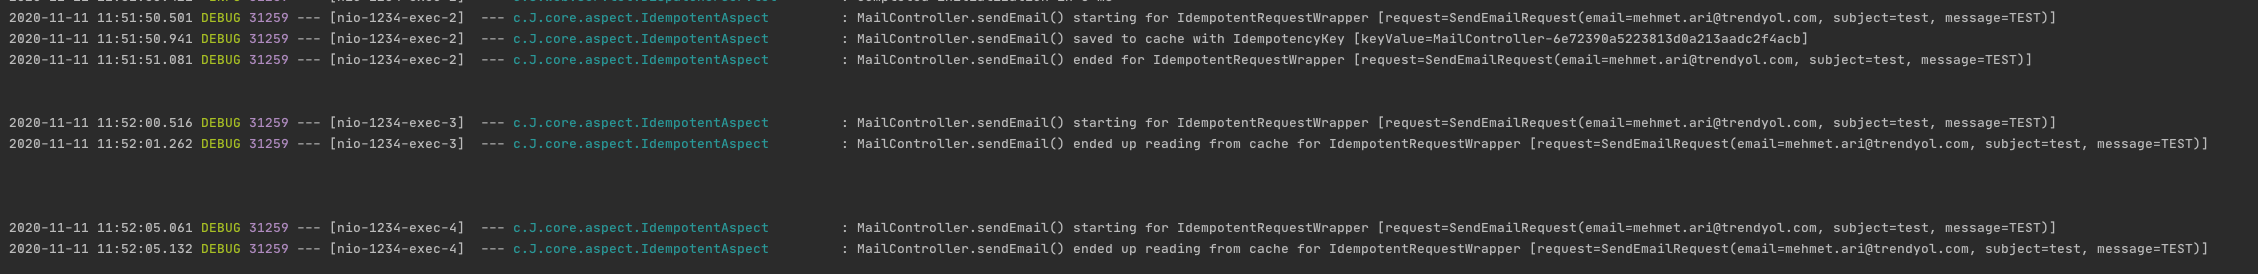 2020-11-11 11:51:50.501 DEBUG 31259 --- [nio-1234-exec-2]  --- c.J.core.aspect.IdempotentAspect         : MailController.sendEmail() starting for IdempotentRequestWrapper [request=SendEmailRequest(email=mehmet.ari@trendyol.com, subject=test, message=TEST)]
2020-11-11 11:51:50.941 DEBUG 31259 --- [nio-1234-exec-2]  --- c.J.core.aspect.IdempotentAspect         : MailController.sendEmail() saved to cache with IdempotencyKey [keyValue=MailController-6e72390a5223813d0a213aadc2f4acb]
2020-11-11 11:51:51.081 DEBUG 31259 --- [nio-1234-exec-2]  --- c.J.core.aspect.IdempotentAspect         : MailController.sendEmail() ended for IdempotentRequestWrapper [request=SendEmailRequest(email=mehmet.ari@trendyol.com, subject=test, message=TEST)]
2020-11-11 11:52:00.516 DEBUG 31259 --- [nio-1234-exec-3]  --- c.J.core.aspect.IdempotentAspect         : MailController.sendEmail() starting for IdempotentRequestWrapper [request=SendEmailRequest(email=mehmet.ari@trendyol.com, subject=test, message=TEST)]
2020-11-11 11:52:01.262 DEBUG 31259 --- [nio-1234-exec-3]  --- c.J.core.aspect.IdempotentAspect         : MailController.sendEmail() ended up reading from cache for IdempotentRequestWrapper [request=SendEmailRequest(email=mehmet.ari@trendyol.com, subject=test, message=TEST)]
2020-11-11 11:52:05.061 DEBUG 31259 --- [nio-1234-exec-4]  --- c.J.core.aspect.IdempotentAspect         : MailController.sendEmail() starting for IdempotentRequestWrapper [request=SendEmailRequest(email=mehmet.ari@trendyol.com, subject=test, message=TEST)]
2020-11-11 11:52:05.132 DEBUG 31259 --- [nio-1234-exec-4]  --- c.J.core.aspect.IdempotentAspect         : MailController.sendEmail() ended up reading from cache for IdempotentRequestWrapper [request=SendEmailRequest(email=mehmet.ari@trendyol.com, subject=test, message=TEST)]